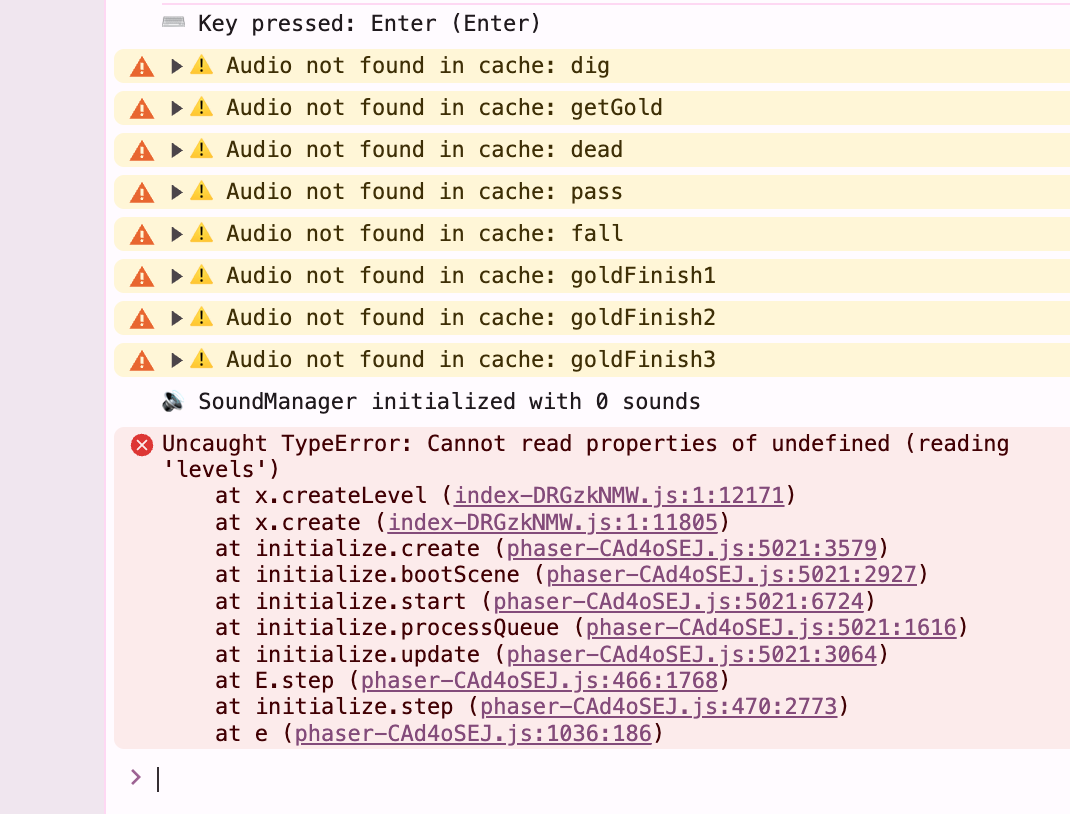 ⌨ Key pressed: Enter (Enter)
▶⚠ Audio not found in cache: dig
▶⚠ Audio not found in cache: getGold
▶⚠ Audio not found in cache: dead
▶⚠ Audio not found in cache: pass
▶⚠ Audio not found in cache: fall
▶⚠ Audio not found in cache: goldFinish1
▶⚠ Audio not found in cache: goldFinish2
▶⚠ Audio not found in cache: goldFinish3
🔊 SoundManager initialized with 0 sounds
Uncaught TypeError: Cannot read properties of undefined (reading
'levels')
at x.createLevel (index-DRGzkNMW.js:1:12171)
at x.create (index-DRGzkNMW.js:1:11805)
at initialize.create (phaser-CAd4oSEJ.js:5021:3579)
at initialize.bootScene (phaser-CAd4oSEJ.js:5021:2927)
at initialize.start (phaser-CAd4oSEJ.js:5021:6724)
at initialize.processQueue (phaser-CAd4oSEJ.js:5021:1616)
at initialize.update (phaser-CAd4oSEJ.js:5021:3064)
at E.step (phaser-CAd4oSEJ.js:466:1768)
at initialize.step (phaser-CAd4oSEJ.js:470:2773)
at e (phaser-CAd4oSEJ.js:1036:186)
>